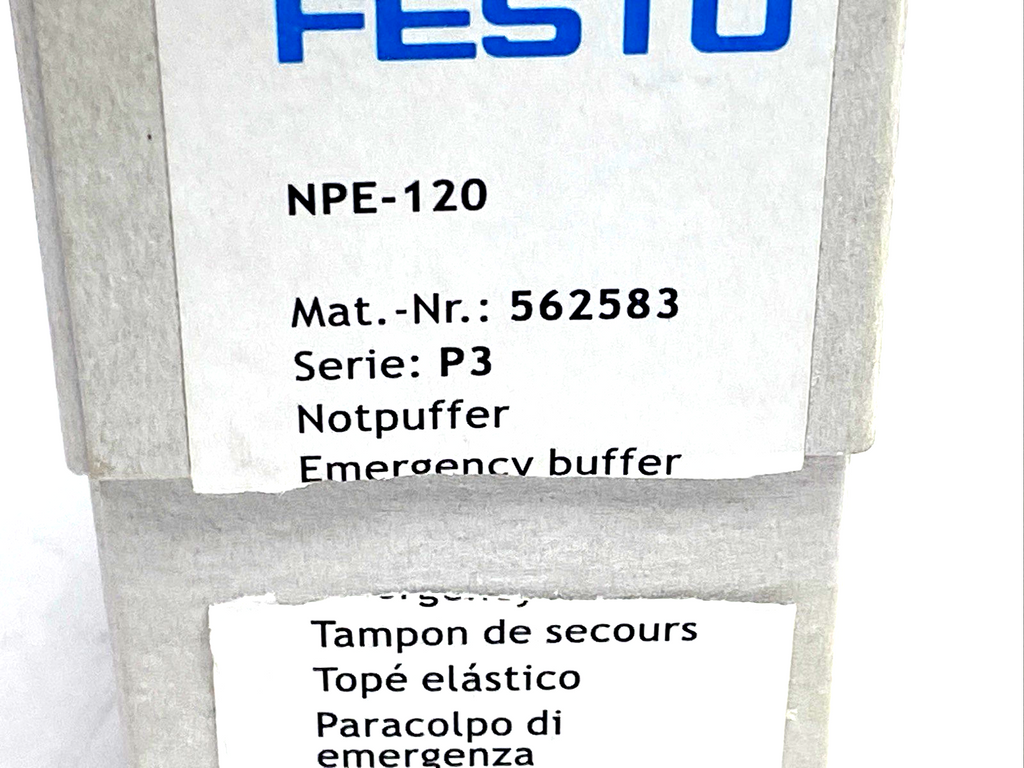 FESTO
NPE-120
Mat.-Nr.: 562583
Serie: P3
Notpuffer
Emergency buffer
Tampon de secours
Topé elástico
Paracolpo di
emergenza